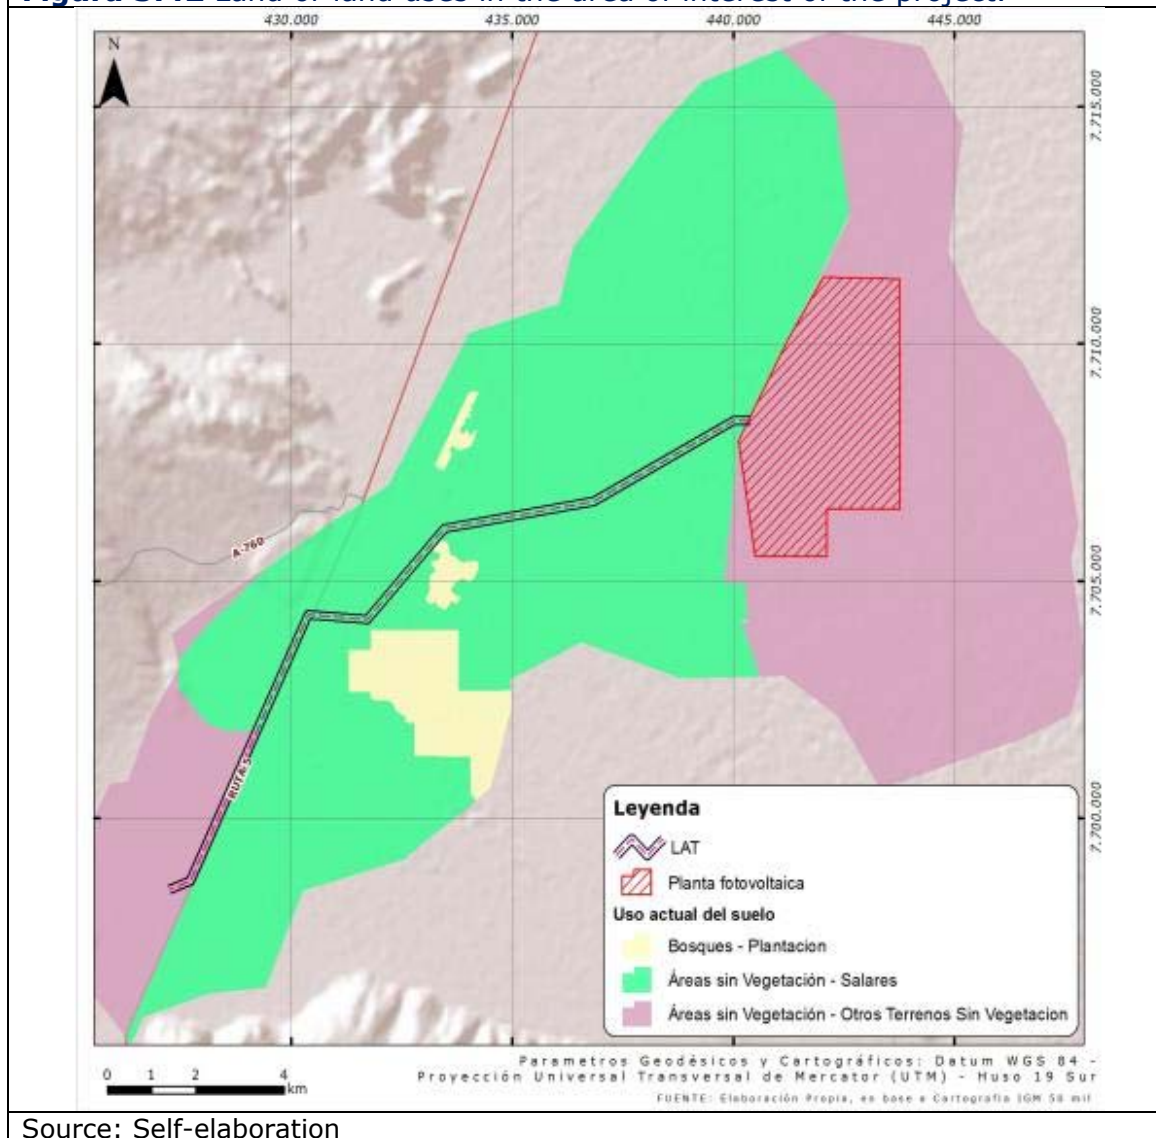 Land of land uses in the area of interest of the project.
430.000 435.000 440.000 445.000
N
7.715.000
7.710.000
A-760
7.705.000
RUTA-5
7.700.000
Leyenda
LAT
Planta fotovoltaica
Uso actual del suelo
Bosques - Plantacion
Áreas sin Vegetación - Salares
Áreas sin Vegetación - Otros Terrenos Sin Vegetacion
0 1 2 4
km
Parametros Geodésicos y Cartográficos: Datum WGS 84 -
Proyección Universal Transversal de Mercator (UTM) - Huso 19 Sur
FUENTE: Elaboración Propia, en base a Cartografía IGM 50 mil
Source: Self-elaboration